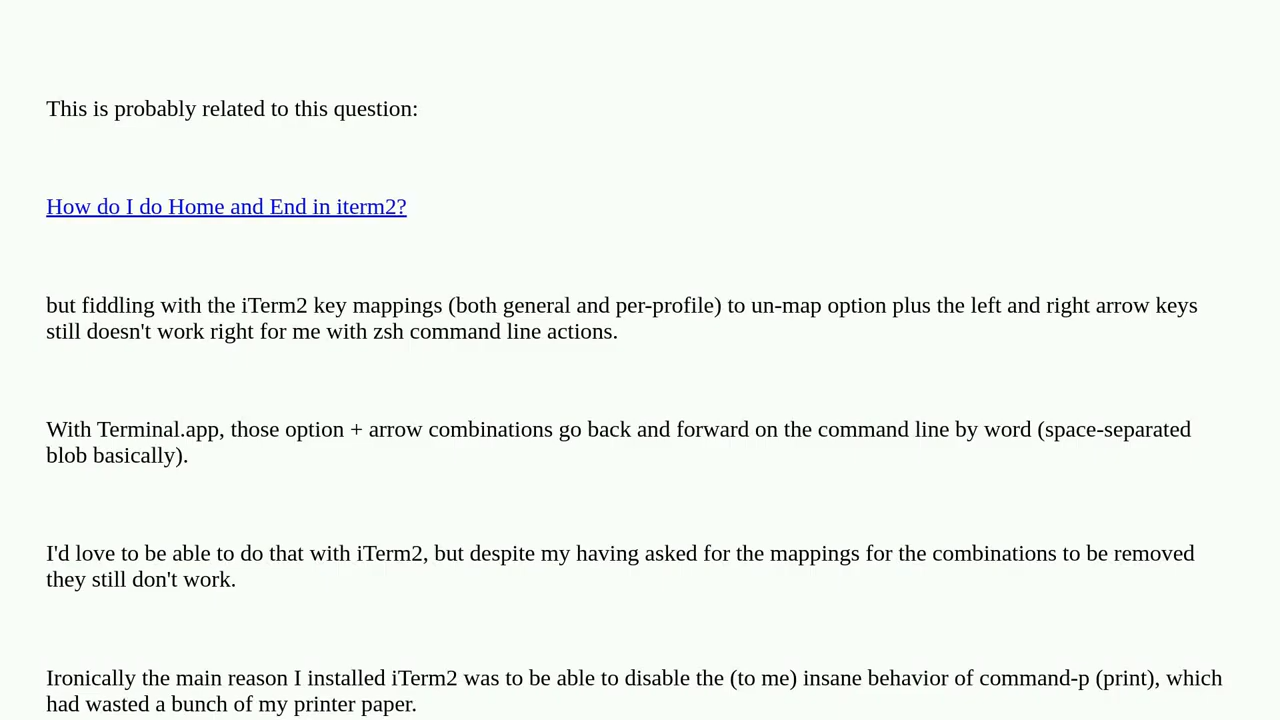 This is probably related to this question:
How do I do Home and End in iterm2?
but fiddling with the iTerm2 key mappings (both general and per-profile) to un-map option plus the left and right arrow keys
still doesn't work right for me with zsh command line actions.
With Terminal.app, those option + arrow combinations go back and forward on the command line by word (space-separated
blob basically).
I'd love to be able to do that with iTerm2, but despite my having asked for the mappings for the combinations to be removed
they still don't work.
Ironically the main reason I installed iTerm2 was to be able to disable the (to me) insane behavior of command-p (print), which
had wasted a bunch of my printer paper.